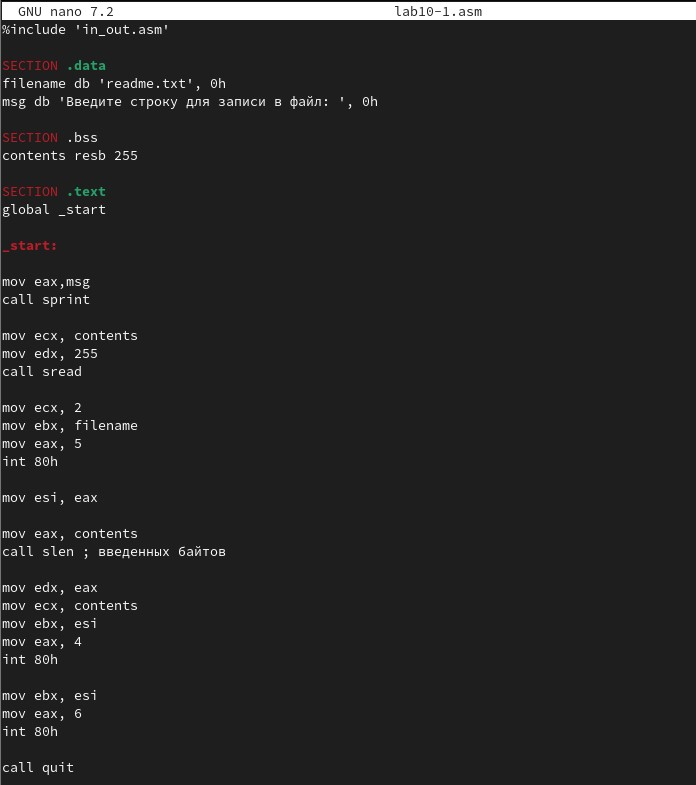 GNU nano 7.2 lab10-1.asm
%include 'in_out.asm'
SECTION .data
filename db 'readme.txt', 0h
msg db 'Введите строку для записи в файл: ', 0h
SECTION .bss
contents resb 255
SECTION .text
global _start
_start:
mov eax,msg
call sprint
mov ecx, contents
mov edx, 255
call sread
mov ecx, 2
mov ebx, filename
mov eax, 5
int 80h
mov esi, eax
mov eax, contents
call slen ; введенных байтов
mov edx, eax
mov ecx, contents
mov ebx, esi
mov eax, 4
int 80h
mov ebx, esi
mov eax, 6
int 80h
call quit